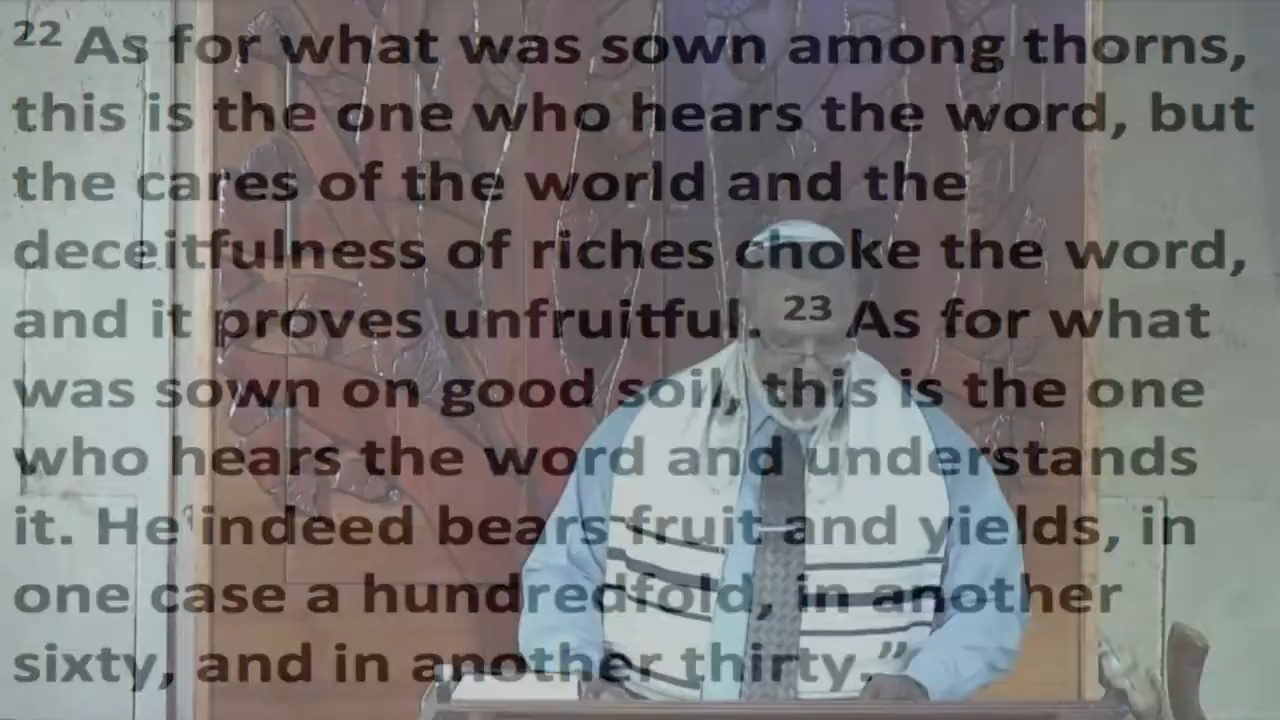 22 As for what was sown among thorns,
this is the one who hears the word, but
the cares of the world and the
deceitfulness of riches choke the word,
and it proves unfruitful. 23 As for what
was sown on good soil, this is the one
who hears the word and understands
it. He indeed bears fruit and yields, in
one case a hundredfold, in another
sixty, and in another thirty.”